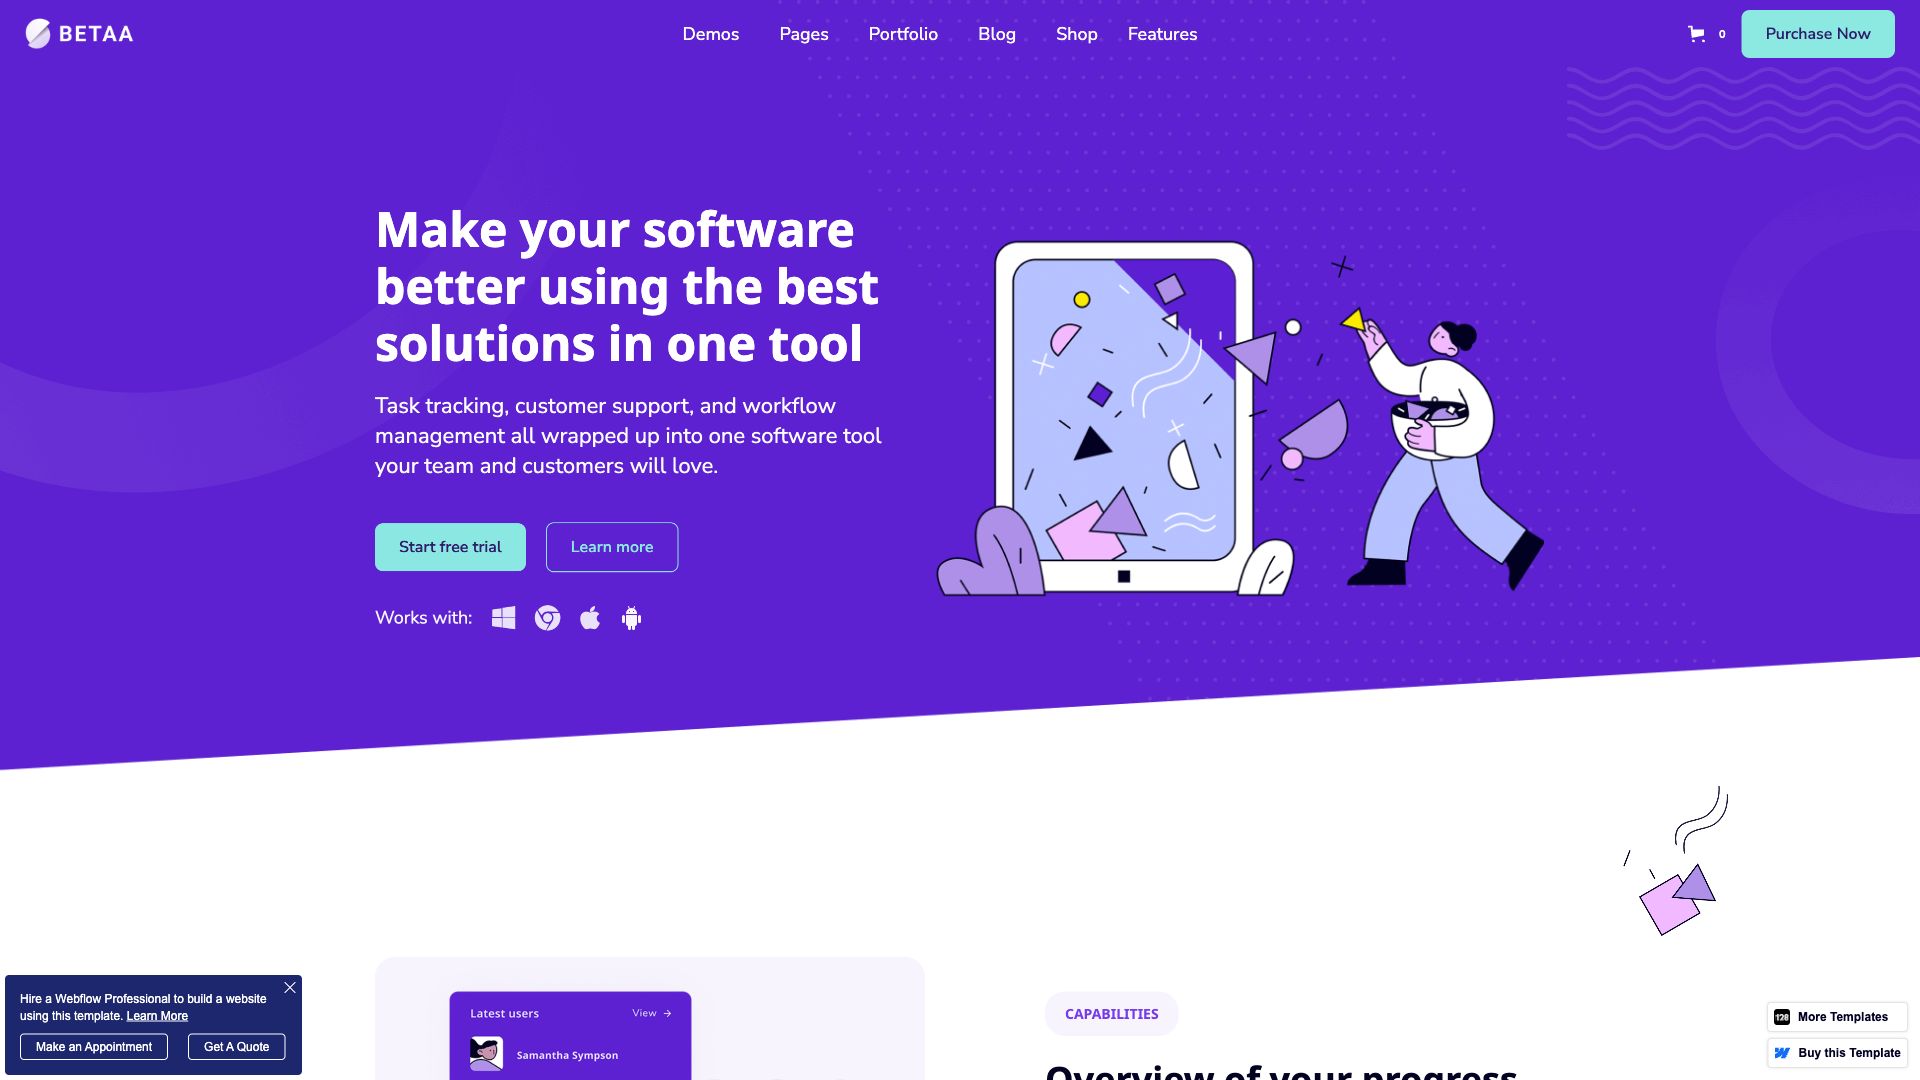 BETAA
Demos
Pages
Portfolio
Blog
Shop
Features
0
Purchase Now
Make your software
better using the best
solutions in one tool
Task tracking, customer support, and workflow
management all wrapped up into one software tool
your team and customers will love.
Start free trial
Learn more
Works with:
Latest users
View →
Samantha Sympson
CAPABILITIES
Overview of your progress
Hire a Webflow Professional to build a website
using this template. Learn More
Make an Appointment
Get A Quote
128
More Templates
Buy this Template